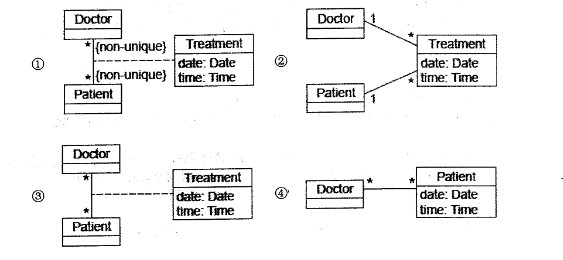 ① Doctor
* {non-unique} Treatment
date: Date
* {non-unique} time: Time
Patient
② Doctor
1
* Treatment
date: Date
Patient * time: Time
1
③ Doctor
* Treatment
date: Date
* time: Time
Patient
④ Doctor * * Patient
date: Date
time: Time